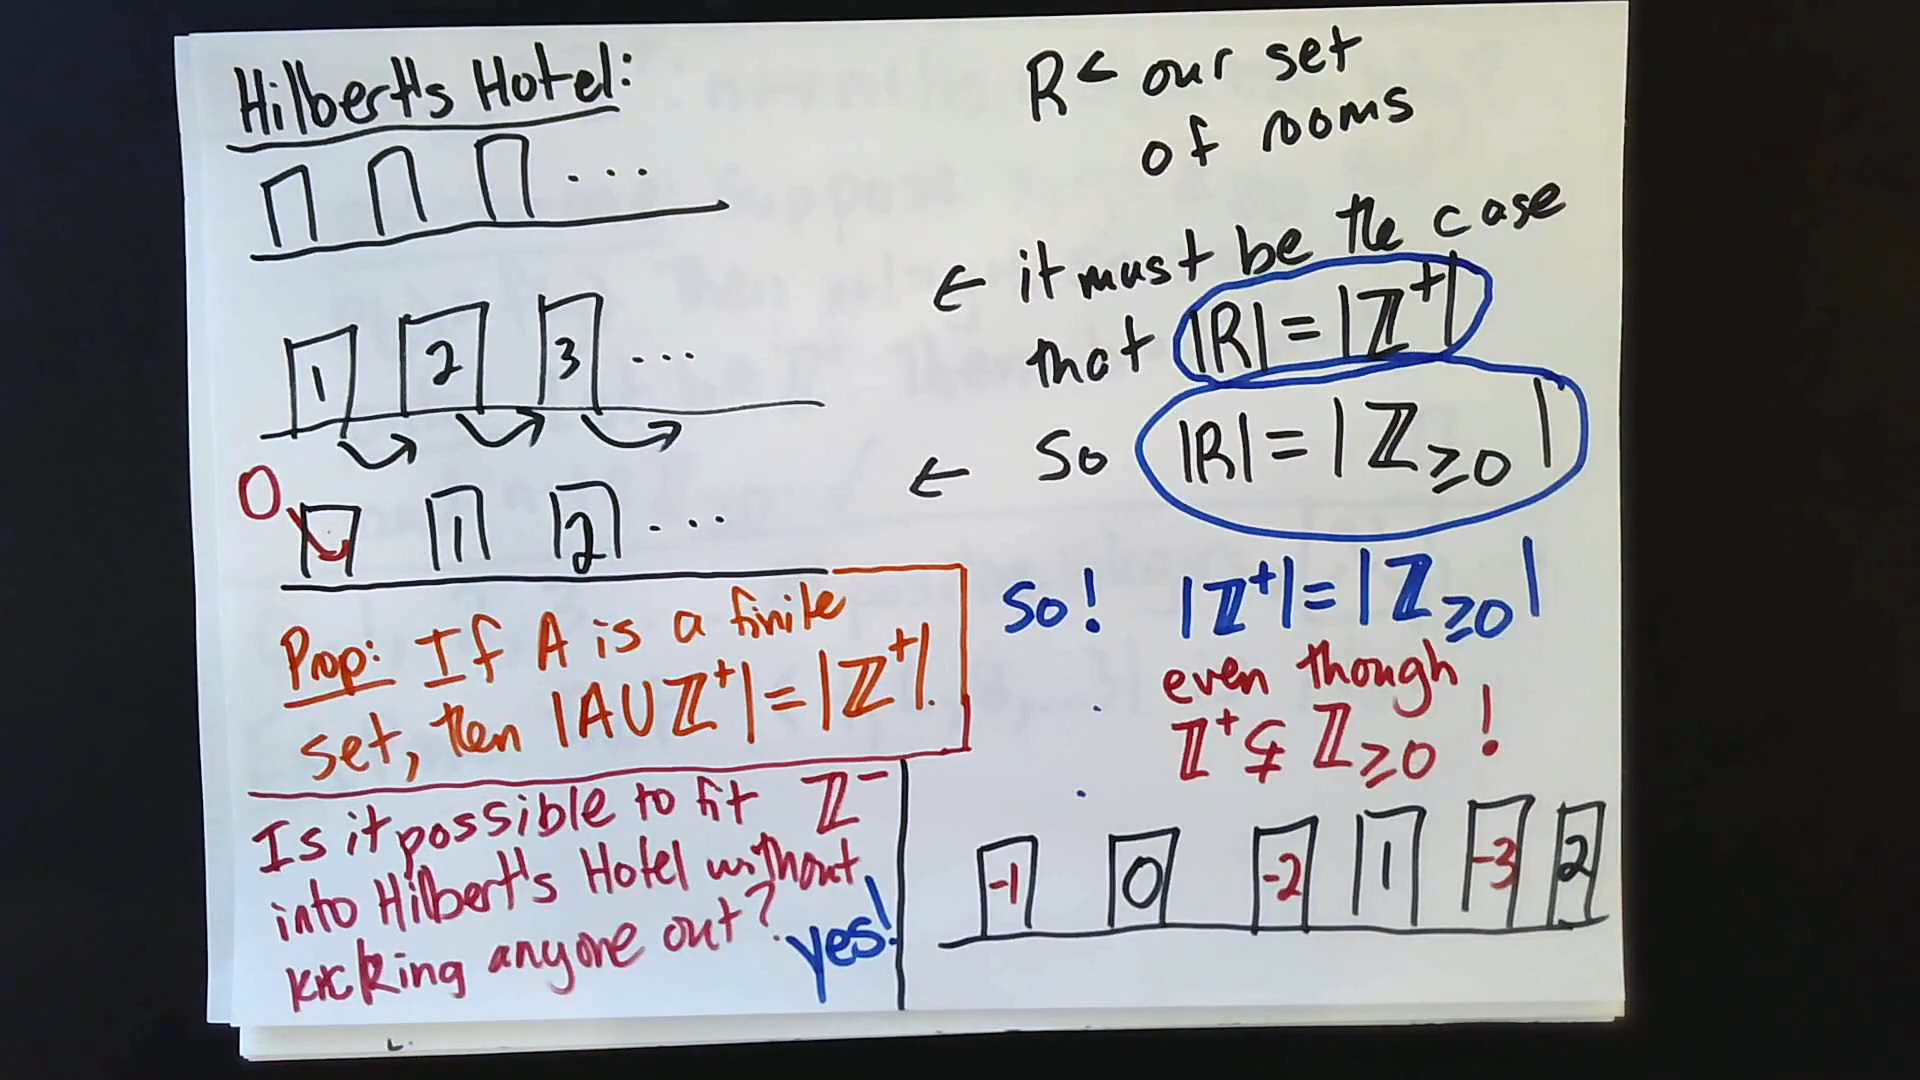 Hilbert's Hotel:
...
1 2 3 ...
0
1 2 ...
Prop: If A is a finite
set, then |A∪ℤ⁺|=|ℤ⁺|.
Is it possible to fit ℤ⁻
into Hilbert's Hotel without
kicking anyone out?
yes!
R ← our set
of rooms
← it must be the case
that |R|=|ℤ⁺|
← So |R|=|ℤ≥0|
So! |ℤ⁺|=|ℤ≥0|
even though
ℤ⁺⊊ℤ≥0!
-1 0 -2 1 -3 2